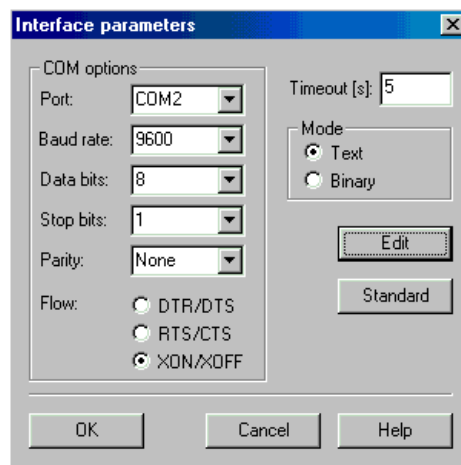 Interface parameters
COM options
Port: COM2
Baud rate: 9600
Data bits: 8
Stop bits: 1
Parity: None
Flow: DTR/DTS
RTS/CTS
XON/XOFF
Timeout [s]: 5
Mode
Text
Binary
Edit
Standard
OK Cancel Help